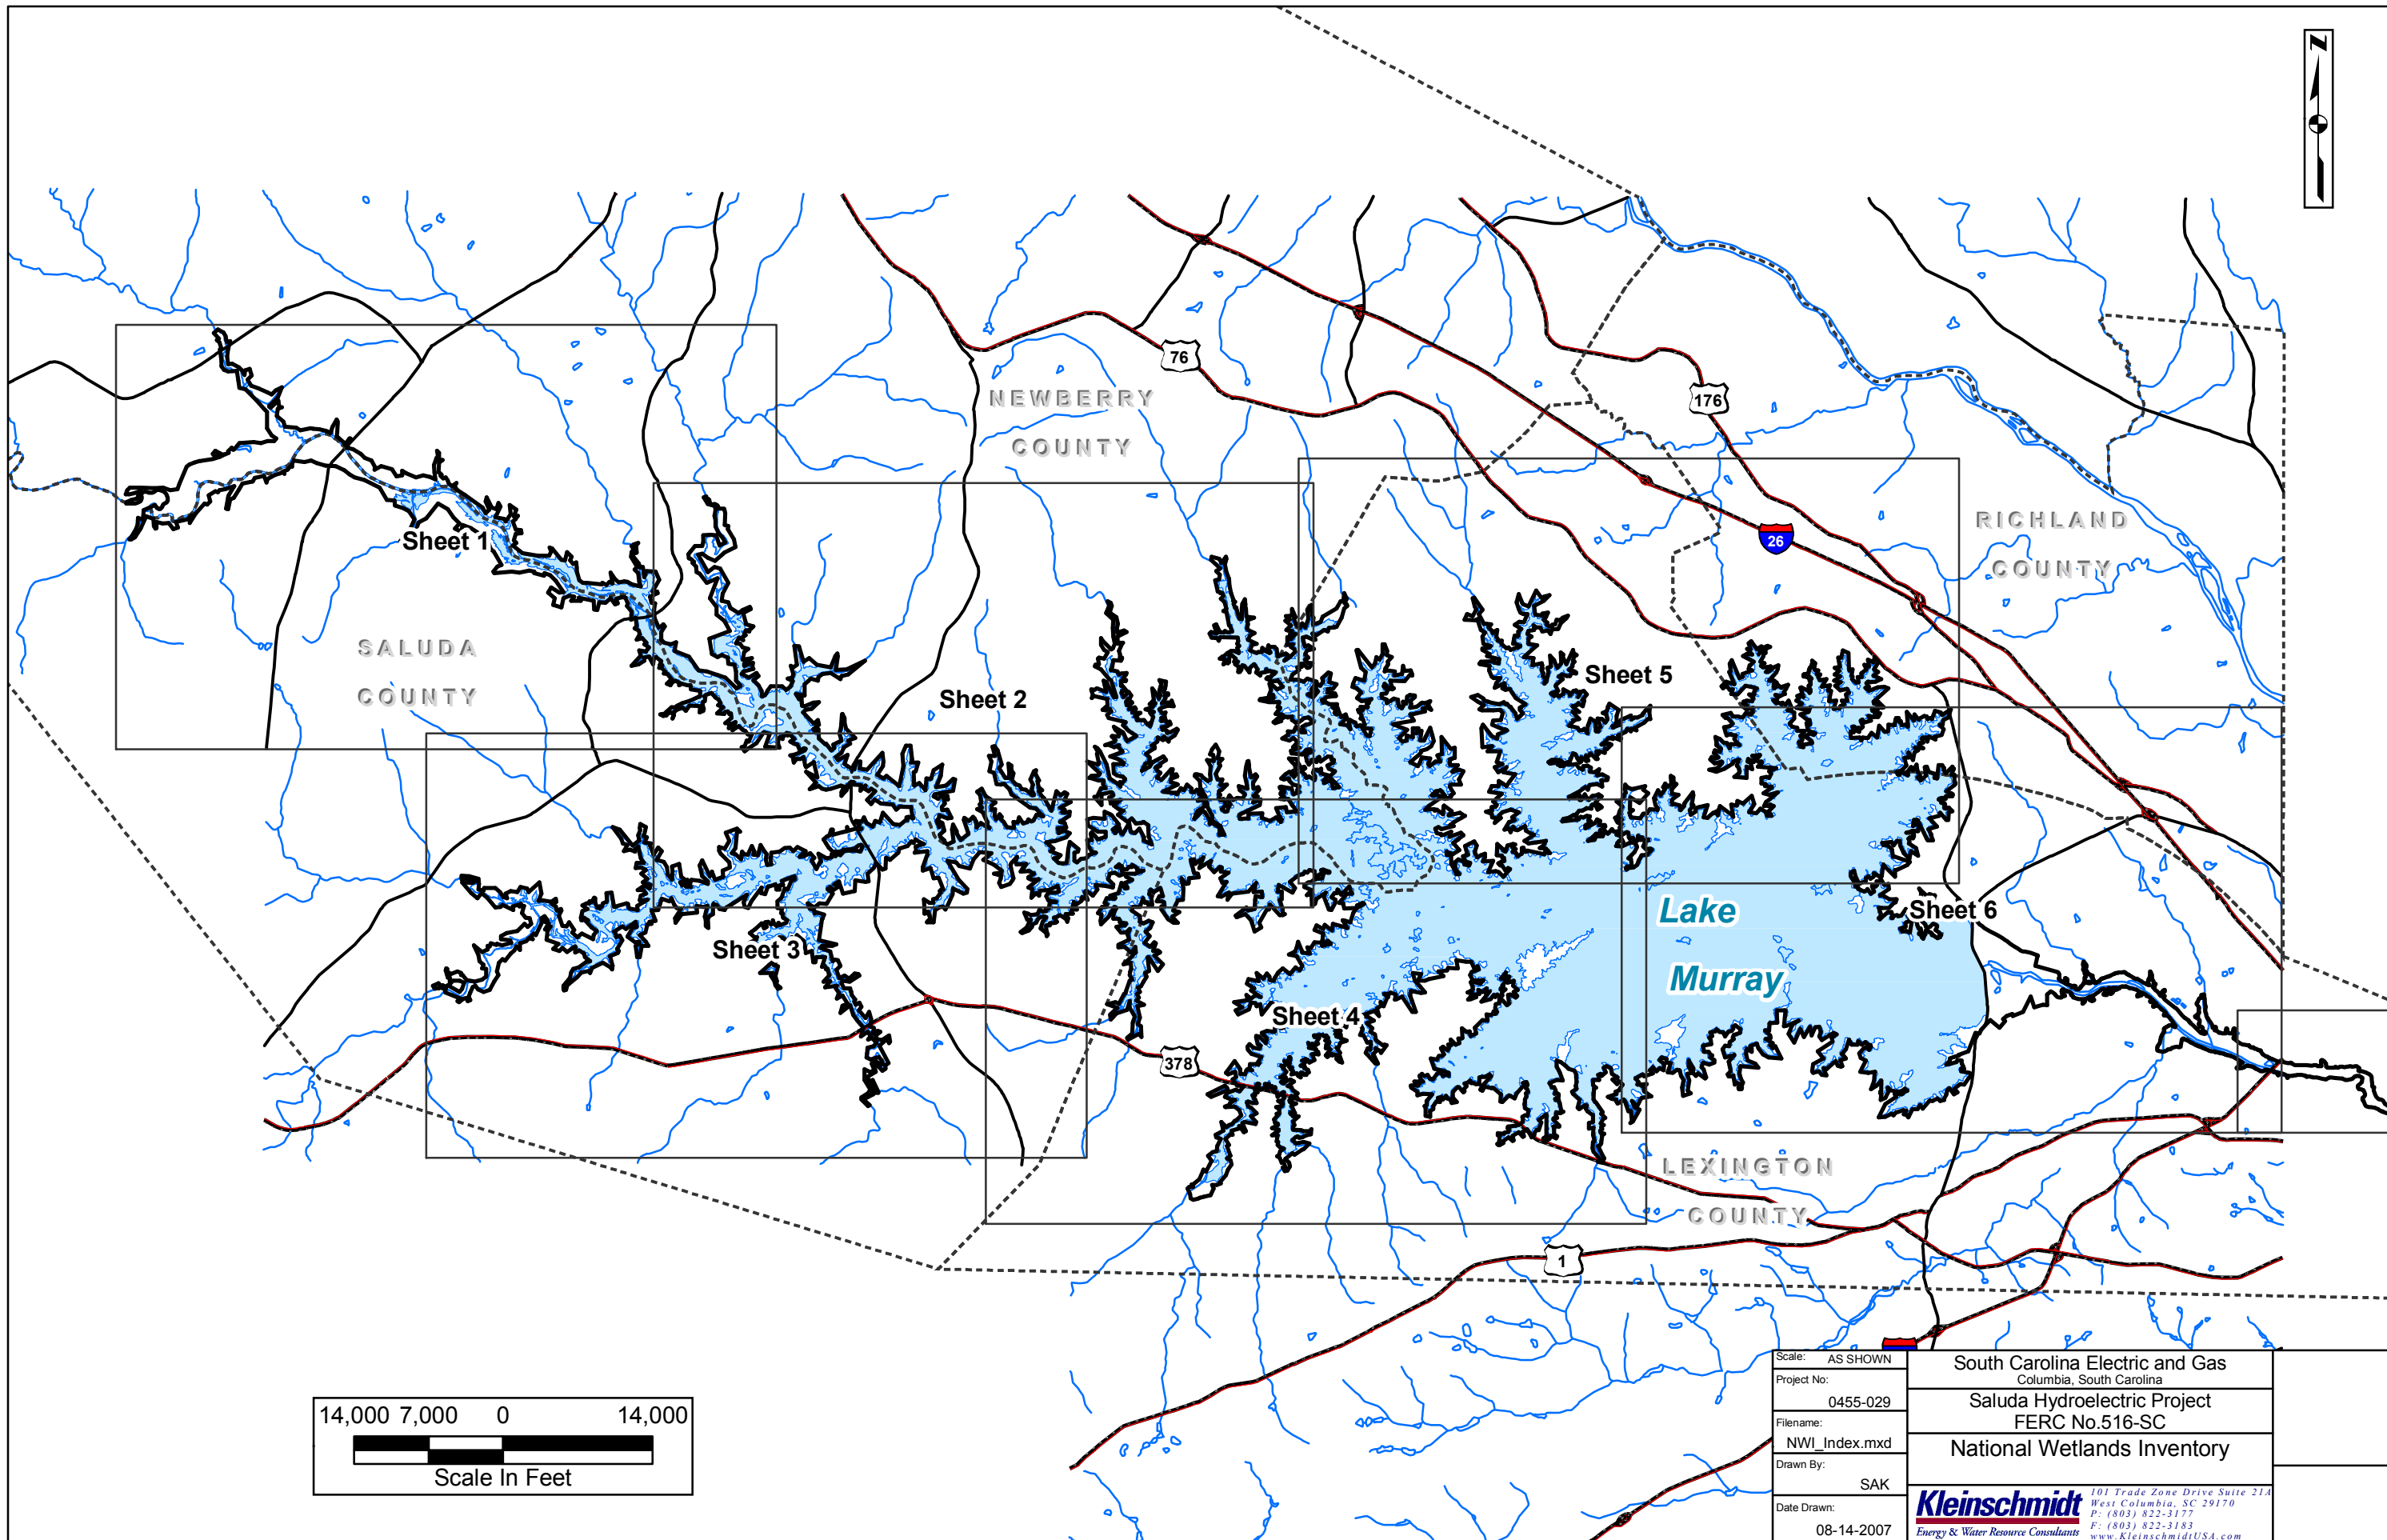 N
76
NEWBERRY
COUNTY
176
26
RICHLAND
COUNTY
Sheet 1
SALUDA
COUNTY
Sheet 2
Sheet 5
Lake
Murray
Sheet 6
Sheet 3
Sheet 4
378
LEXINGTON
COUNTY
1
14,000 7,000 0 14,000
Scale In Feet
Scale: AS SHOWN
Project No:
0455-029
Filename:
NWI_Index.mxd
Drawn By:
SAK
Date Drawn:
08-14-2007
South Carolina Electric and Gas
Columbia, South Carolina
Saluda Hydroelectric Project
FERC No.516-SC
National Wetlands Inventory
Kleinschmidt
Energy & Water Resource Consultants
101 Trade Zone Drive Suite 21A
West Columbia, SC 29170
P: (803) 822-3177
F: (803) 822-3183
www.KleinschmidtUSA.com